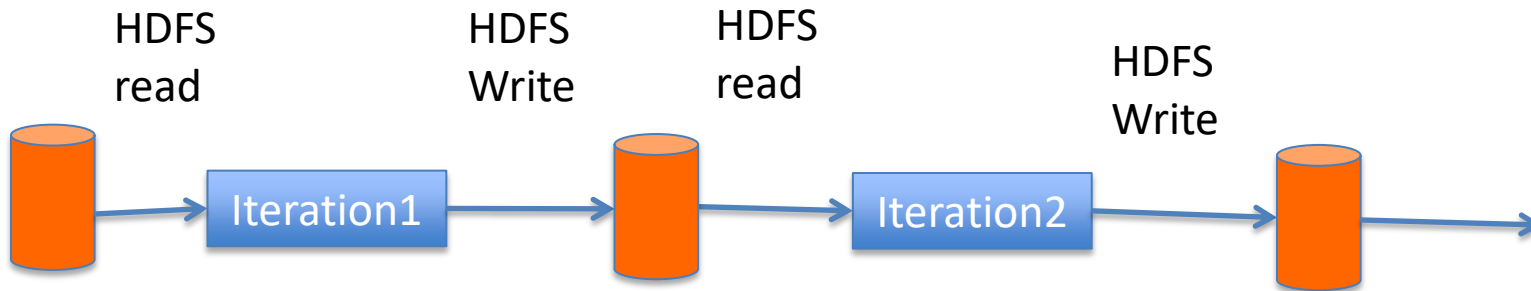 HDFS
read
HDFS
Write
HDFS
read
HDFS
Write
Iteration1
Iteration2